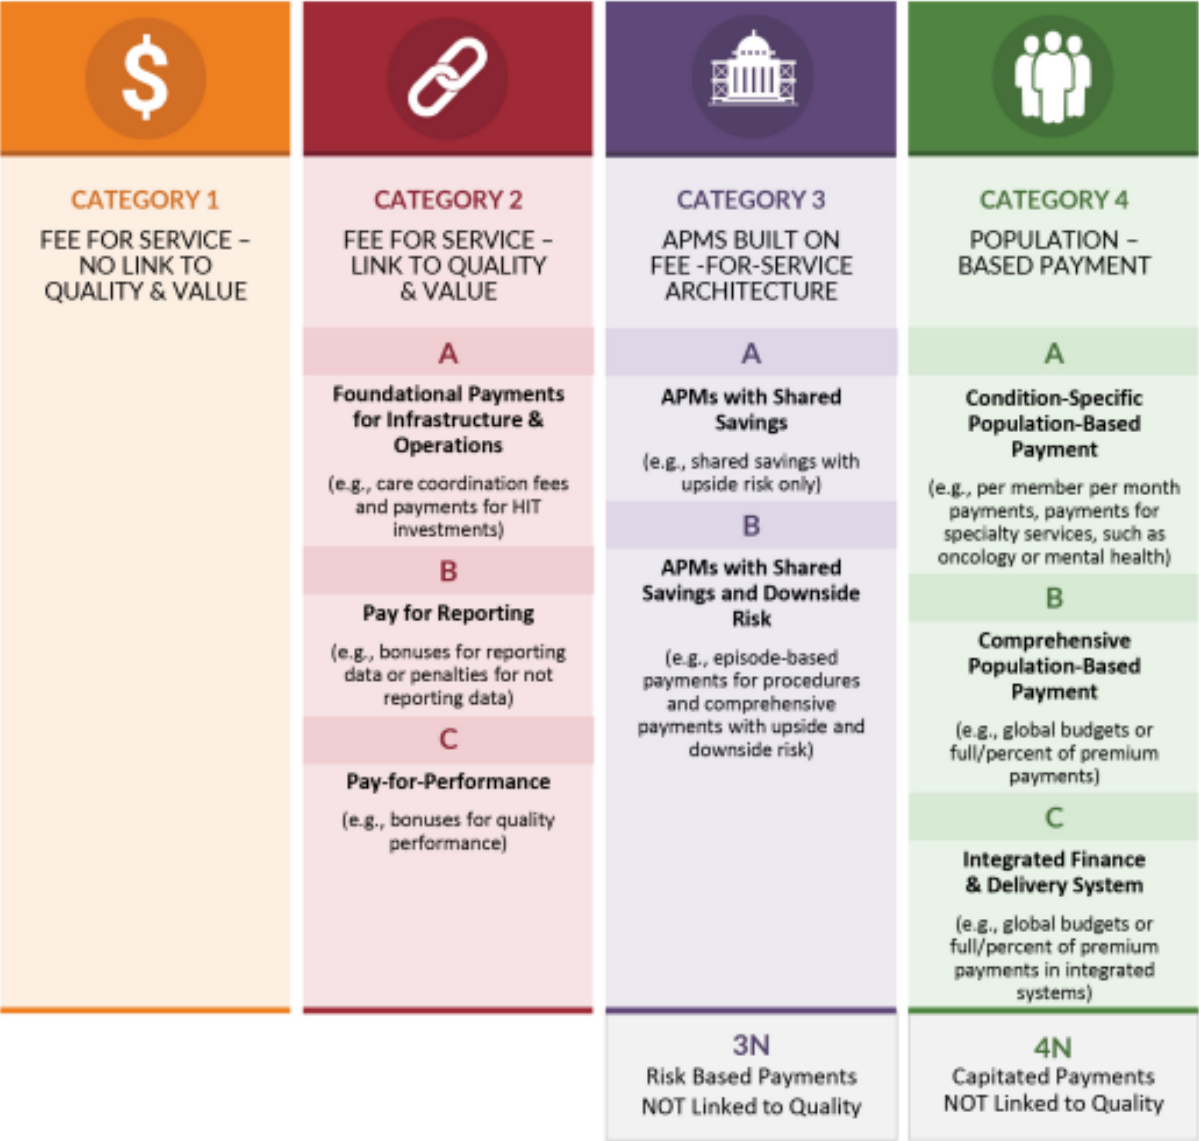 $
CATEGORY 1
FEE FOR SERVICE –
NO LINK TO
QUALITY & VALUE
CATEGORY 2
FEE FOR SERVICE –
LINK TO QUALITY
& VALUE
A
Foundational Payments
for Infrastructure &
Operations
(e.g., care coordination fees
and payments for HIT
investments)
B
Pay for Reporting
(e.g., bonuses for reporting
data or penalties for not
reporting data)
C
Pay-for-Performance
(e.g., bonuses for quality
performance)
CATEGORY 3
APMS BUILT ON
FEE -FOR-SERVICE
ARCHITECTURE
A
APMs with Shared
Savings
(e.g., shared savings with
upside risk only)
B
APMs with Shared
Savings and Downside
Risk
(e.g., episode-based
payments for procedures
and comprehensive
payments with upside and
downside risk)
3N
Risk Based Payments
NOT Linked to Quality
CATEGORY 4
POPULATION –
BASED PAYMENT
A
Condition-Specific
Population-Based
Payment
(e.g., per member per month
payments, payments for
specialty services, such as
oncology or mental health)
B
Comprehensive
Population-Based
Payment
(e.g., global budgets or
full/percent of premium
payments)
C
Integrated Finance
& Delivery System
(e.g., global budgets or
full/percent of premium
payments in integrated
systems)
4N
Capitated Payments
NOT Linked to Quality